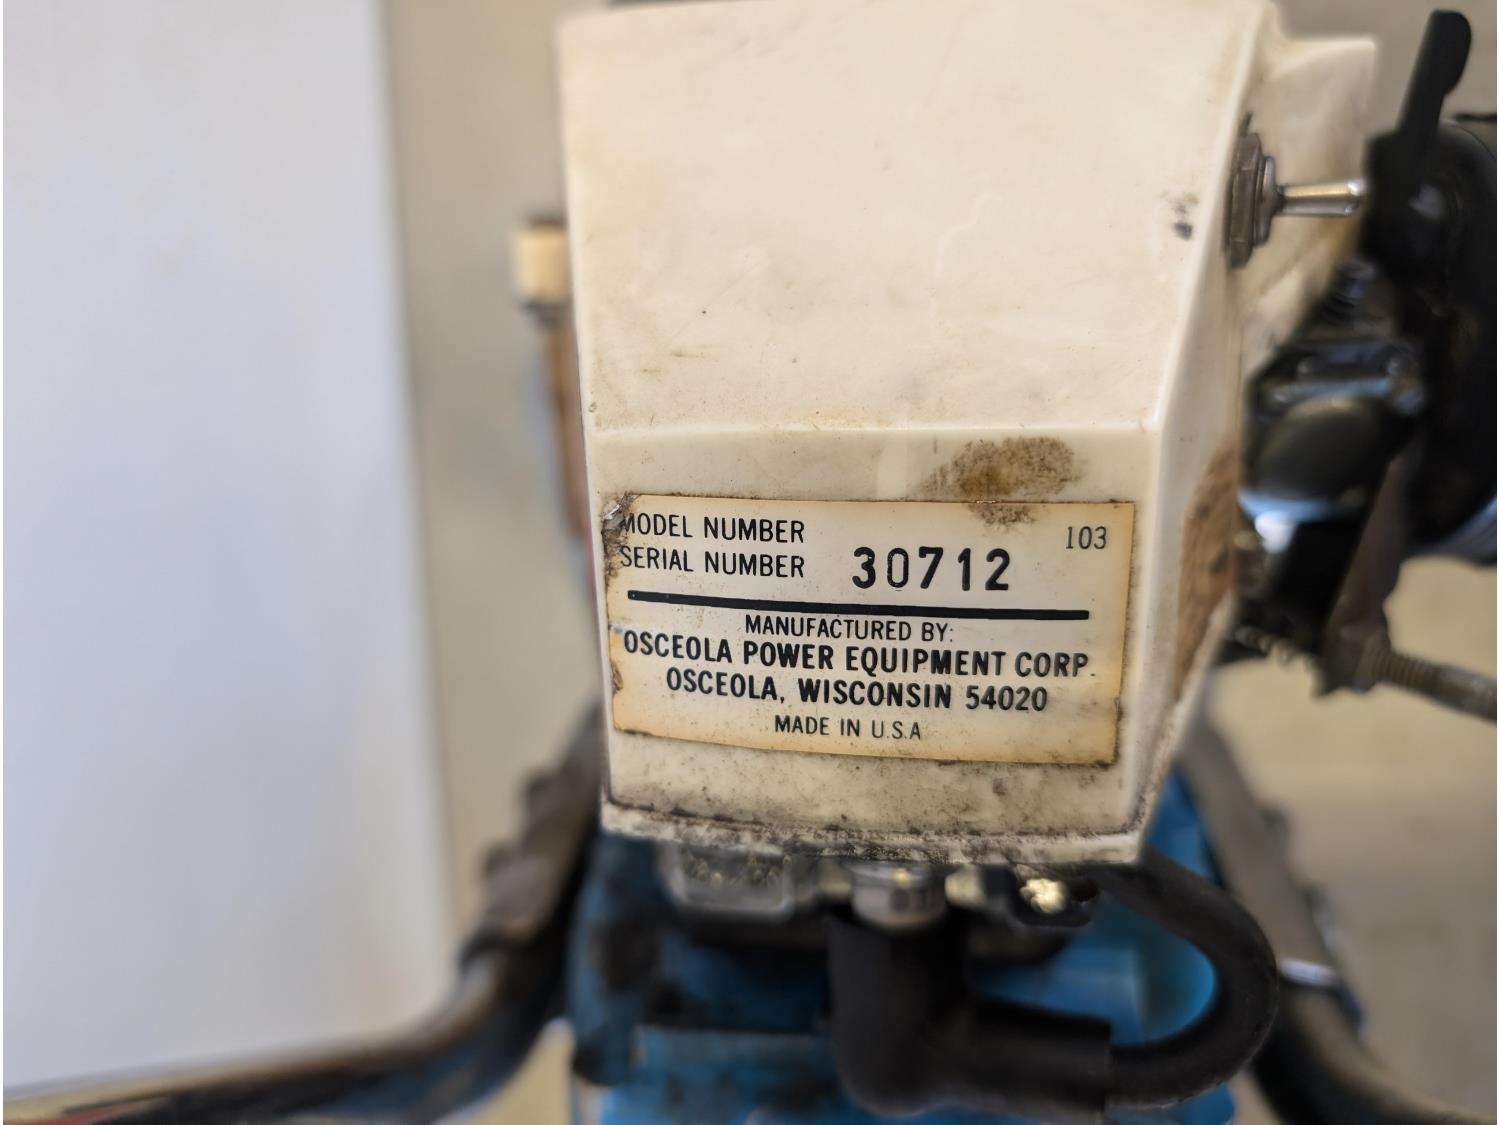 MODEL NUMBER 103
SERIAL NUMBER 30712
MANUFACTURED BY:
OSCEOLA POWER EQUIPMENT CORP.
OSCEOLA, WISCONSIN 54020
MADE IN U.S.A